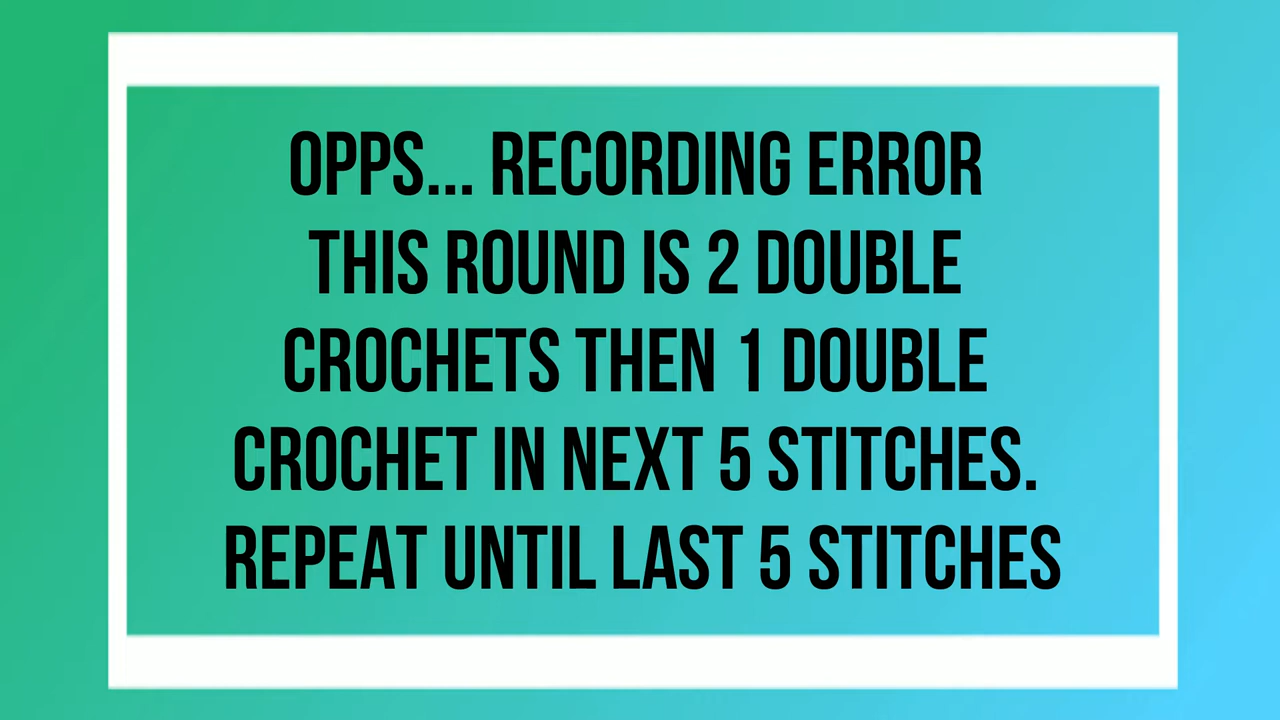 OPPS... RECORDING ERROR
THIS ROUND IS 2 DOUBLE
CROCHETS THEN 1 DOUBLE
CROCHET IN NEXT 5 STITCHES.
REPEAT UNTIL LAST 5 STITCHES